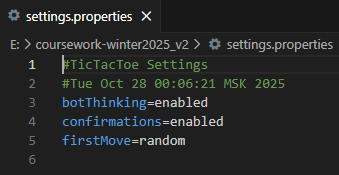 settings.properties ×
E: > coursework-winter2025_v2 > settings.properties
1 #TicTacToe Settings
2 #Tue Oct 28 00:06:21 MSK 2025
3 botThinking=enabled
4 confirmations=enabled
5 firstMove=random
6